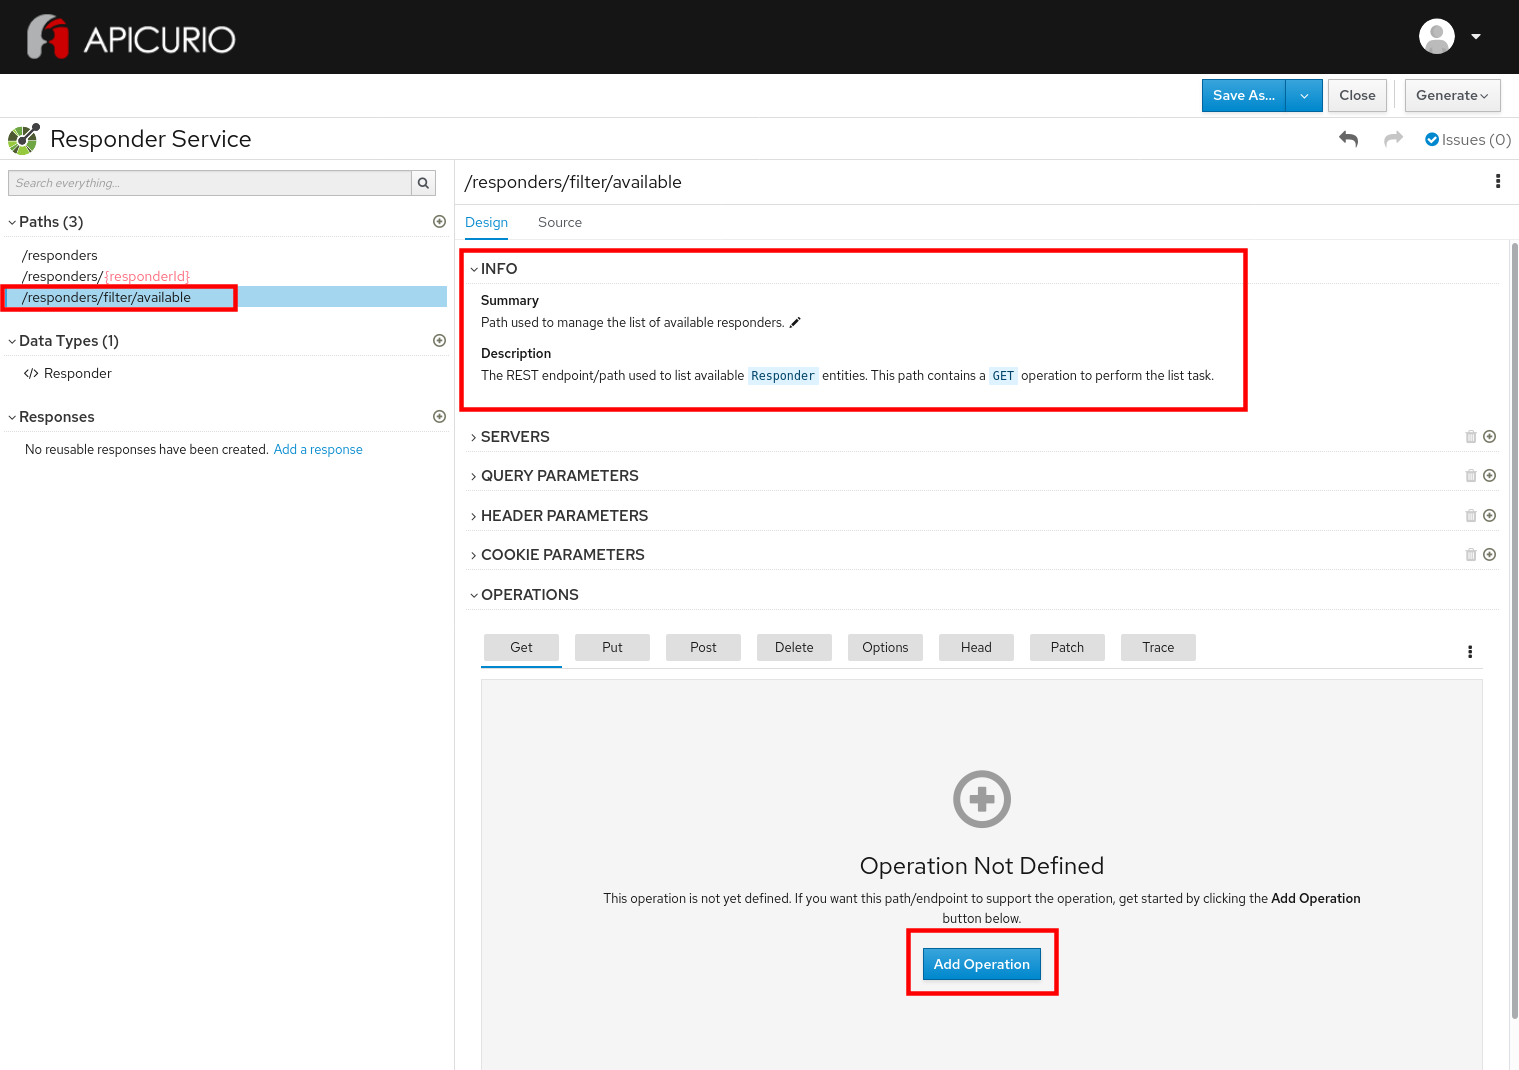 APICURIO
Save As...
Close
Generate
Responder Service
Issues (0)
Search everything...
/responders/filter/available
Paths (3)
Design
Source
/responders
/responders/{responderId}
/responders/filter/available
INFO
Summary
Path used to manage the list of available responders.
Data Types (1)
Description
</> Responder
The REST endpoint/path used to list available Responder entities. This path contains a GET operation to perform the list task.
Responses
SERVERS
No reusable responses have been created. Add a response
QUERY PARAMETERS
HEADER PARAMETERS
COOKIE PARAMETERS
OPERATIONS
Get
Put
Post
Delete
Options
Head
Patch
Trace
Operation Not Defined
This operation is not yet defined. If you want this path/endpoint to support the operation, get started by clicking the Add Operation
button below.
Add Operation